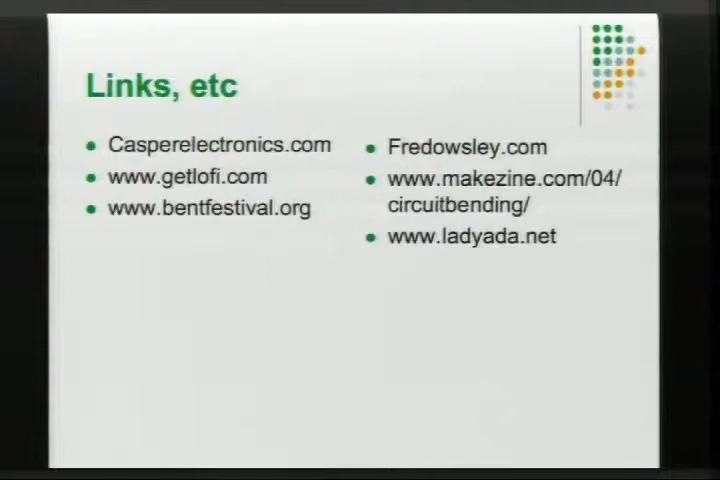 Links, etc
Casperelectronics.com
www.getlofi.com
www.bentfestival.org
Fredowsley.com
www.makezine.com/04/
circuitbending/
www.ladyada.net